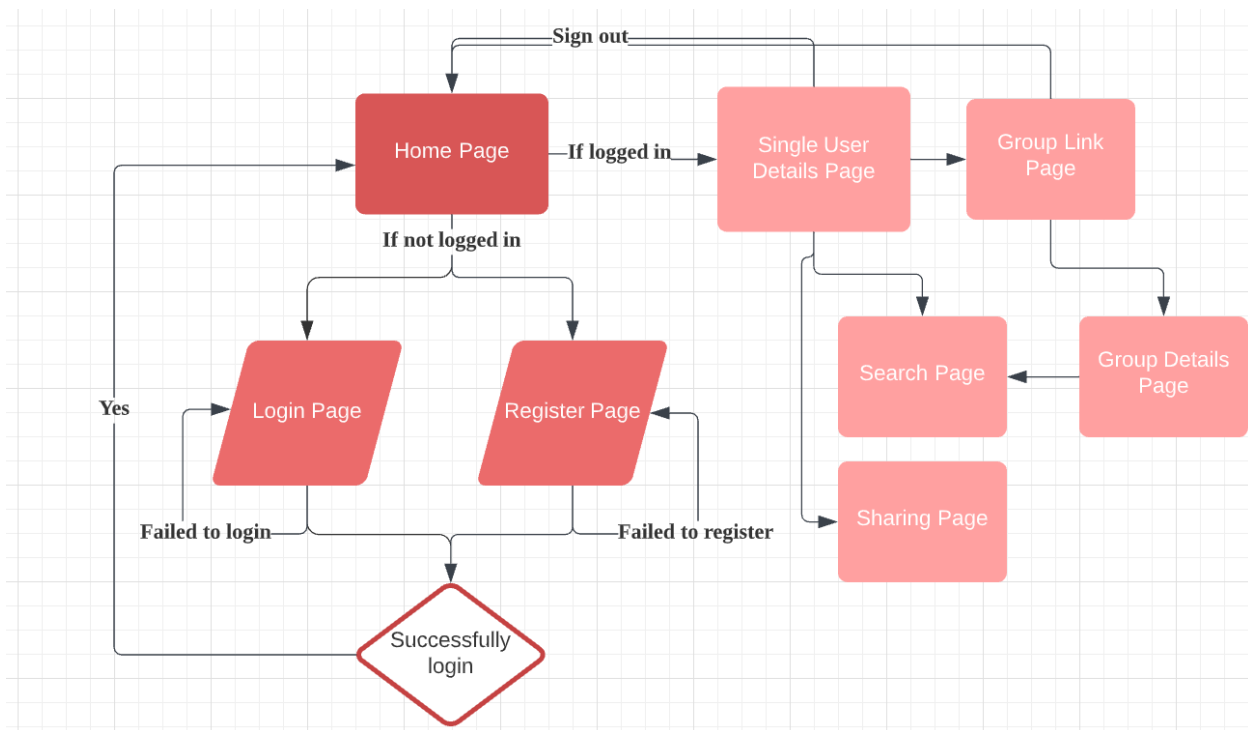 Sign out
Home Page
If logged in
Single User
Details Page
Group Link
Page
If not logged in
Login Page
Register Page
Search Page
Group Details
Page
Yes
Failed to login
Failed to register
Sharing Page
Successfully
login